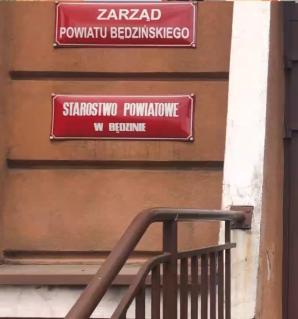 ZARZĄD
POWIATU BĘDZIŃSKIEGO
STAROSTWO POWIATOWE
W BĘDZINIE